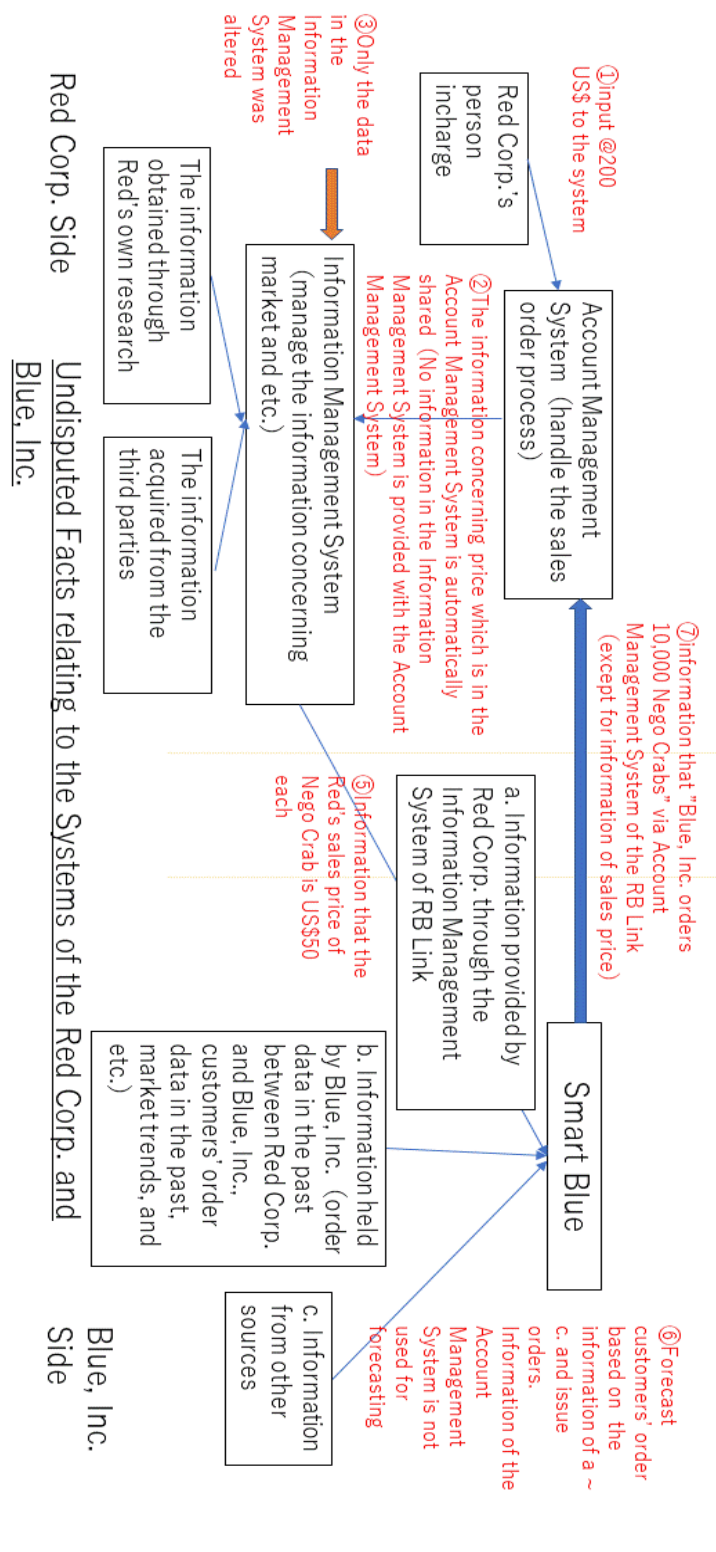 ①input @200
US$ to the system
⑦information that ”Blue, Inc. orders
10,000 Nego Crabs” via Account
Management System of the RB Link
(except for information of sales price)
Red Corp.’s
person
incharge
Account Management
System（handle the sales
order process）
Smart Blue
⑥Forecast
customers’ order
based on the
information of a ~
c. and issue
orders.
Information of the
Account
Management
System is not
used for
forecasting
③Only the data
in the
Information
Management
System was
altered
②The information concerning price which is in the
Account Management System is automatically
shared（No information in the Information
Management System is provided with the Account
Management System）
a. Information provided by
Red Corp. through the
Information Management
System of RB Link
Information Management System
（manage the information concerning
market and etc.）
⑤Information that the
Red’s sales price of
Nego Crab is US$50
each
b. Information held
by Blue, Inc.（order
data in the past
between Red Corp.
and Blue, Inc.,
customers’ order
data in the past,
market trends, and
etc.）
c. Information
from other
sources
The information
obtained through
Red’s own research
The information
acquired from the
third parties
Red Corp. Side
Blue, Inc.
Side
Undisputed Facts relating to the Systems of the Red Corp. and
Blue, Inc.